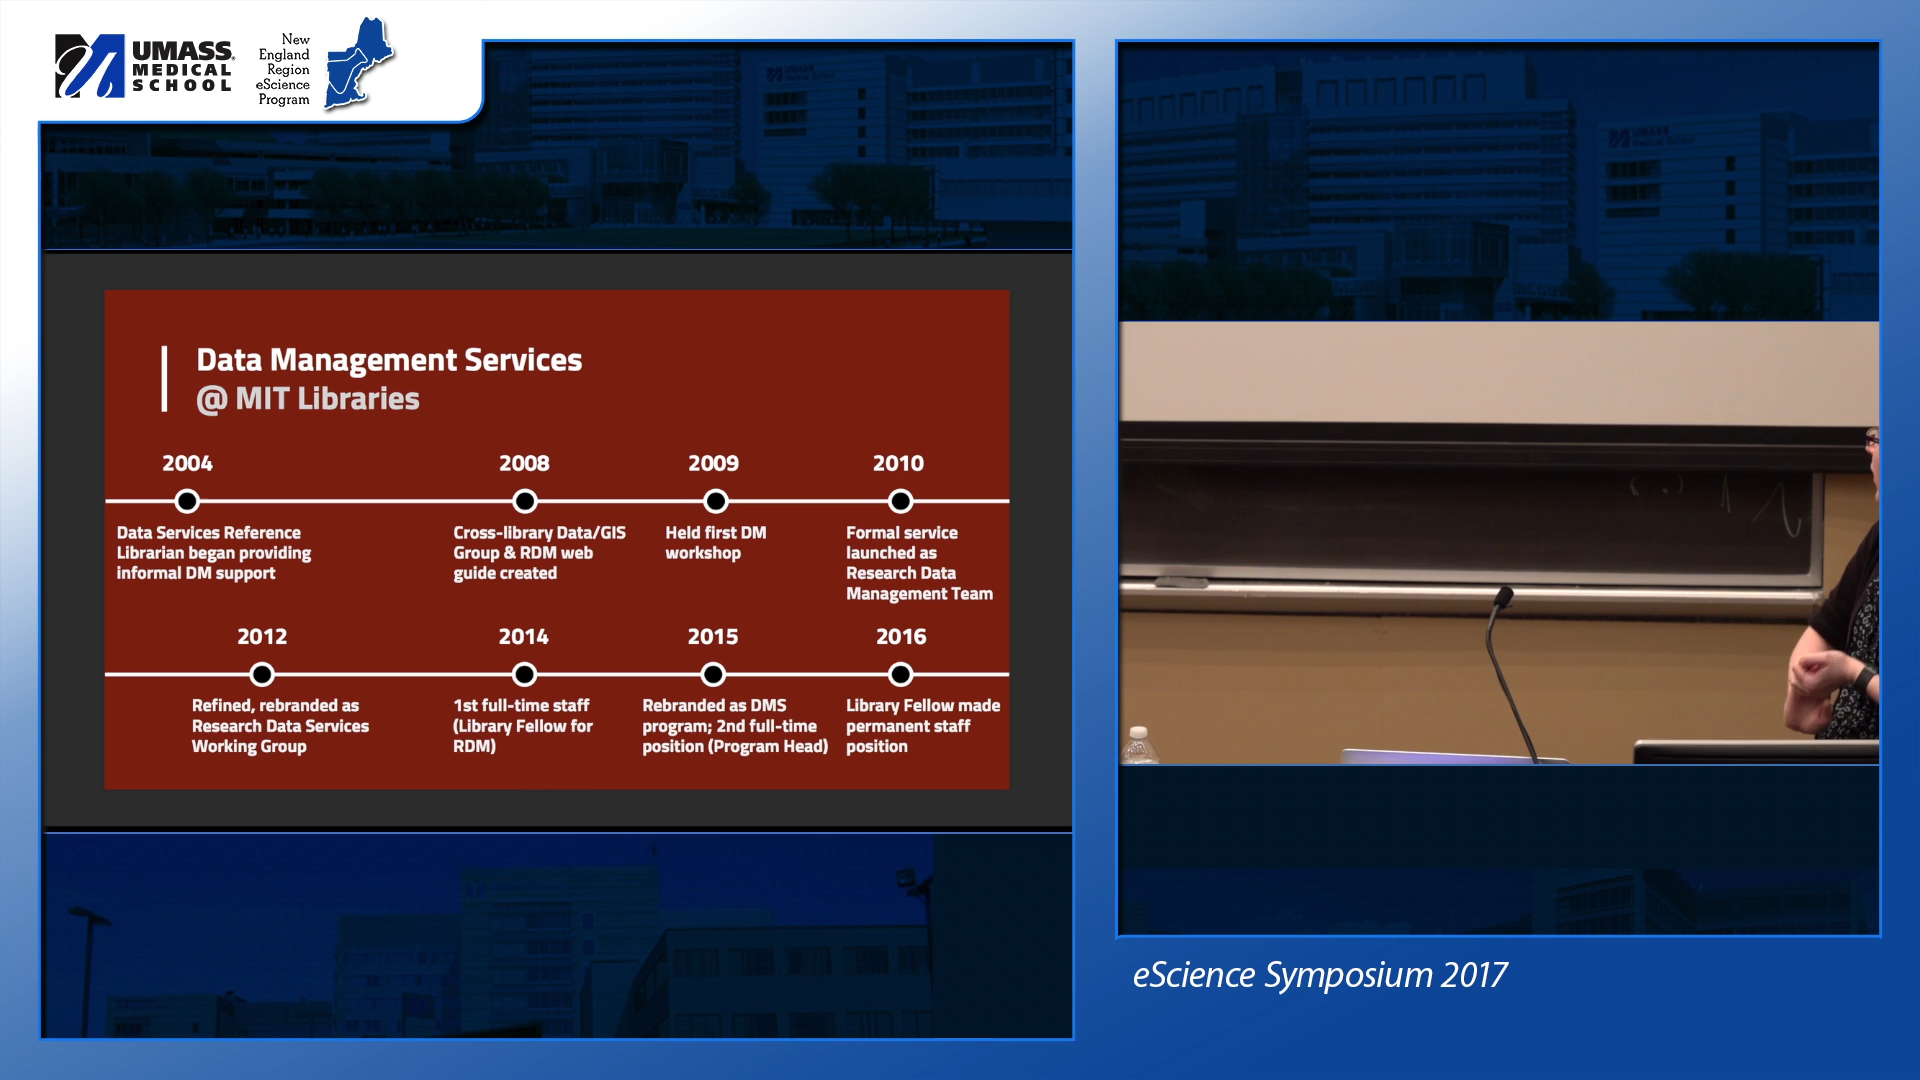 UMASS
MEDICAL
SCHOOL
New
England
Region
eScience
Program
Data Management Services
@ MIT Libraries
2004
Data Services Reference
Librarian began providing
informal DM support
2008
Cross-library Data/GIS
Group & RDM web
guide created
2009
Held first DM
workshop
2010
Formal service
launched as
Research Data
Management Team
2012
Refined, rebranded as
Research Data Services
Working Group
2014
1st full-time staff
(Library Fellow for
RDM)
2015
Rebranded as DMS
program; 2nd full-time
position (Program Head)
2016
Library Fellow made
permanent staff
position
eScience Symposium 2017